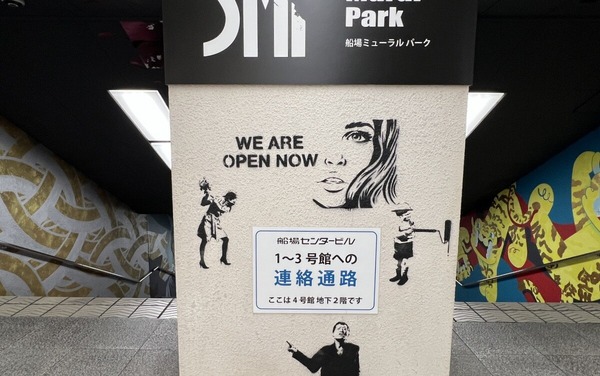 SMP
Park
船場ミューラル パーク
WE ARE
OPEN NOW
船場センタービル
1〜3 号館への
連絡通路
ここは 4 号館 地下 2 階です